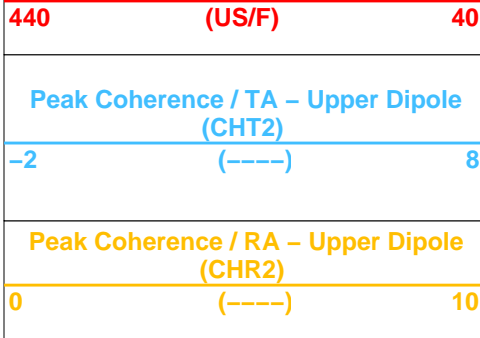 440 (US/F) 40
Peak Coherence / TA – Upper Dipole
(CHT2)
–2 (––––) 8
Peak Coherence / RA – Upper Dipole
(CHR2)
0 (––––) 10